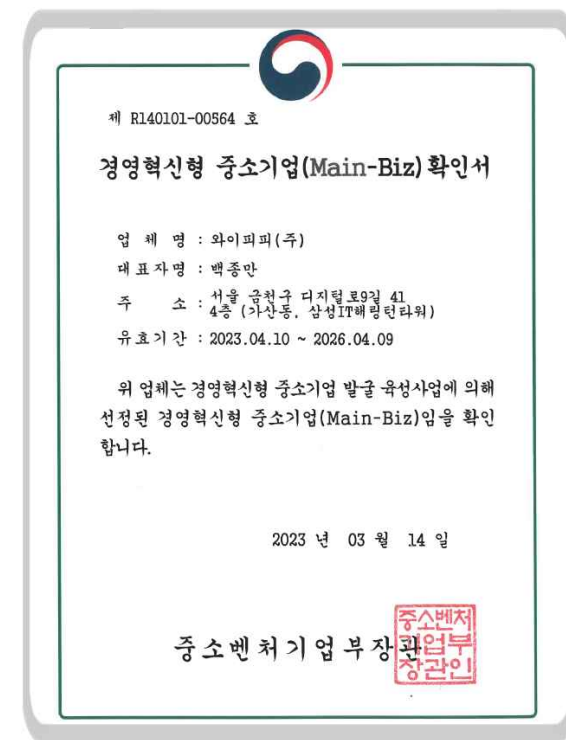 제 R140101-00564 호
경영혁신형 중소기업(Main-Biz)확인서
업 체 명 : 와이피피(주)
대표자명 : 백종만
주 소 : 서울 금천구 디지털로9길 41
4층 (가산동, 삼성IT해링턴타워)
유효기간 : 2023.04.10 ~ 2026.04.09
위 업체는 경영혁신형 중소기업 발굴 육성사업에 의해
선정된 경영혁신형 중소기업(Main-Biz)임을 확인
합니다.
2023 년 03 월 14 일
중소벤처기업부장관
중소벤처
기업부
장관인